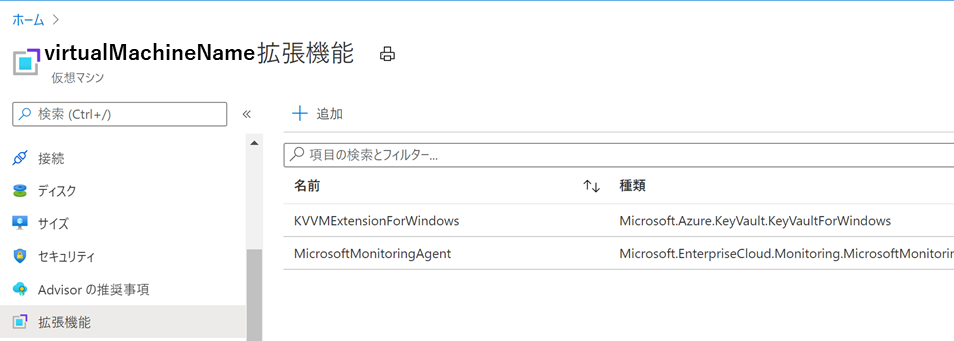 ホーム
virtualMachineName拡張機能
仮想マシン
検索 (Ctrl+/)
«
追加
接続
ディスク
サイズ
セキュリティ
Advisor の推奨事項
拡張機能
項目の検索とフィルター...
名前 ↑↓ 種類
KVVMExtensionForWindows Microsoft.Azure.KeyVault.KeyVaultForWindows
MicrosoftMonitoringAgent Microsoft.EnterpriseCloud.Monitoring.MicrosoftMonitorin